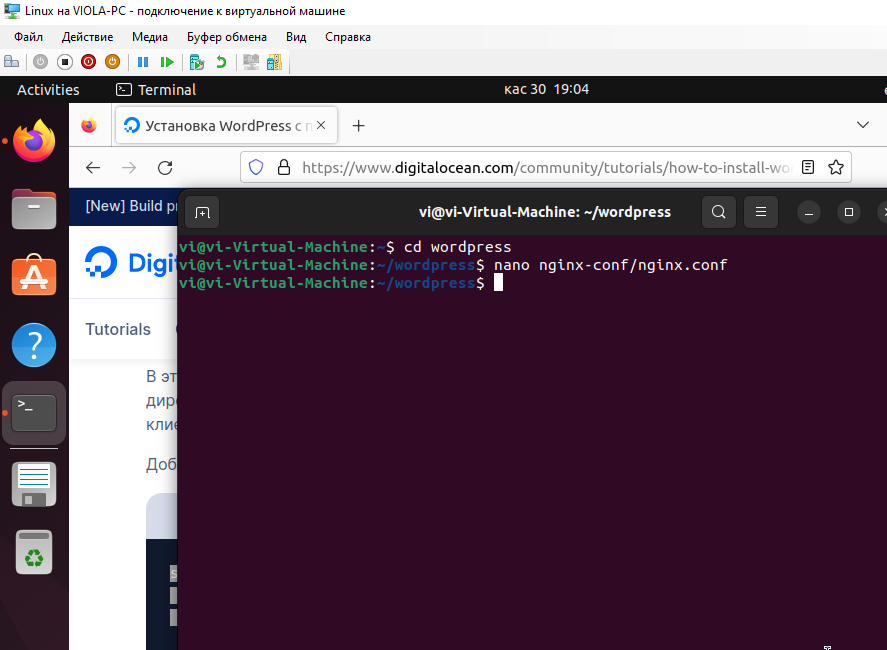 Linux на VIOLA-PC - подключение к виртуальной машине
Файл Действие Медиа Буфер обмена Вид Справка
Activities Terminal кас 30 19:04
Установка WordPress с п
https://www.digitalocean.com/community/tutorials/how-to-install-wo
[New] Build pr
vi@vi-Virtual-Machine: ~/wordpress
vi@vi-Virtual-Machine:~$ cd wordpress
vi@vi-Virtual-Machine:~/wordpress$ nano nginx-conf/nginx.conf
vi@vi-Virtual-Machine:~/wordpress$
Digi
Tutorials
В эт
дире
клие
Доб
s